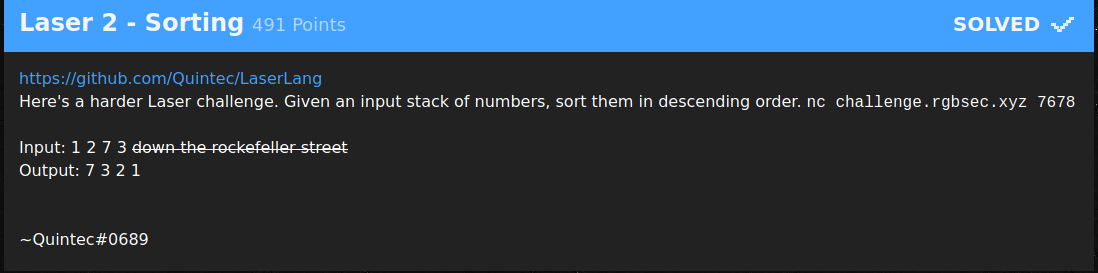 Laser 2 - Sorting 491 Points SOLVED
https://github.com/Quintec/LaserLang
Here's a harder Laser challenge. Given an input stack of numbers, sort them in descending order. nc challenge.rgbsec.xyz 7678
Input: 1 2 7 3 down the rockefeller street
Output: 7 3 2 1
~Quintec#0689